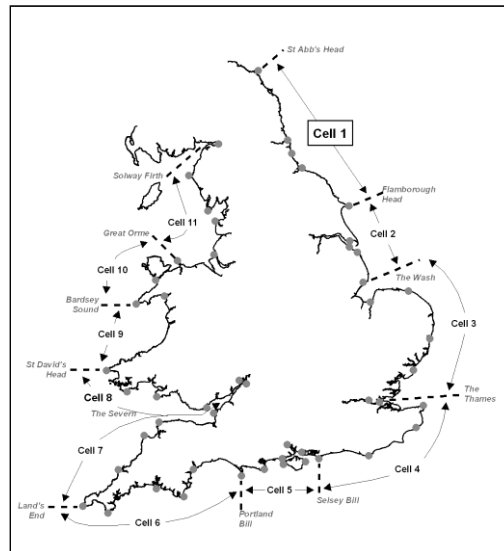 St Abb's Head
Cell 1
Solway Firth
Flamborough
Head
Cell 11
Great Orme
Cell 2
Cell 10
The Wash
Bardsey
Sound
Cell 9
Cell 3
St David's
Head
Cell 8
The
Thames
The Severn
Cell 7
Cell 4
Cell 5
Land's
End
Cell 6
Selsey Bill
Portland
Bill